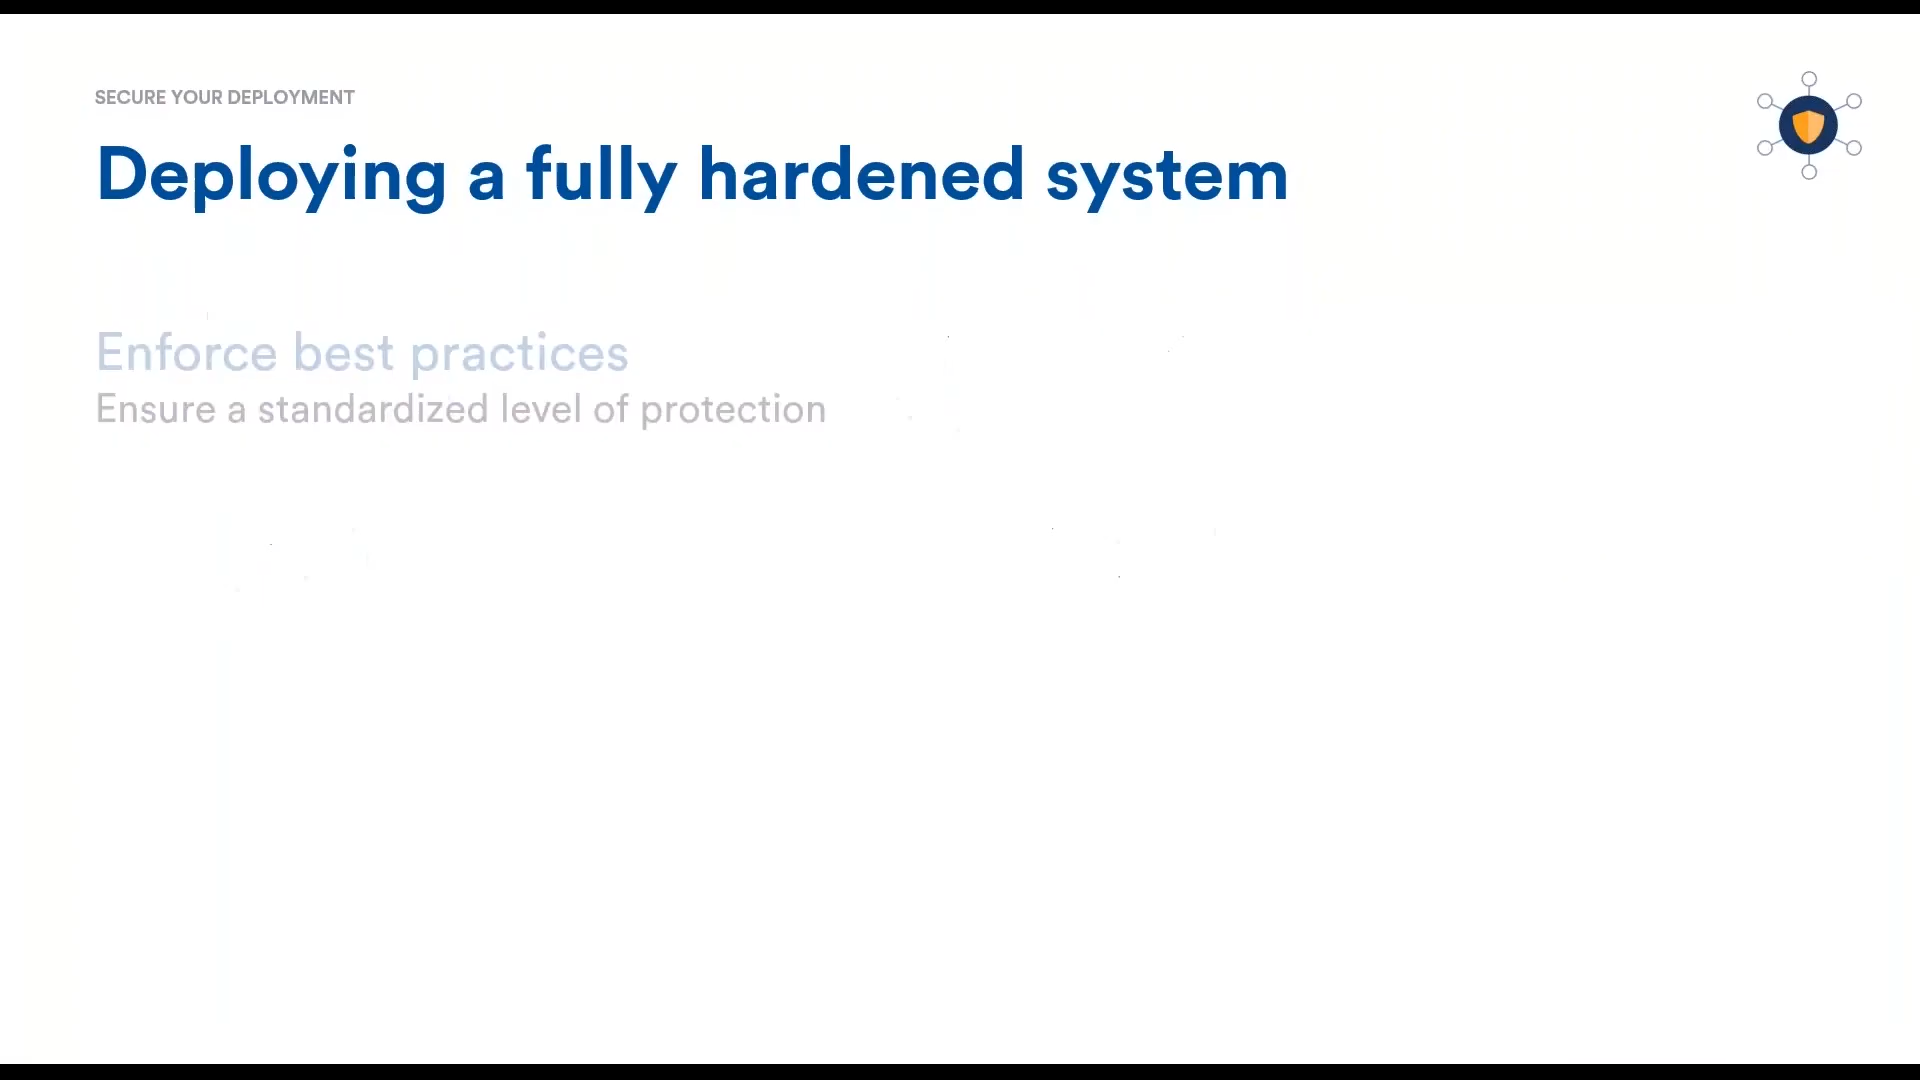 SECURE YOUR DEPLOYMENT
Deploying a fully hardened system
Enforce best practices
Ensure a standardized level of protection